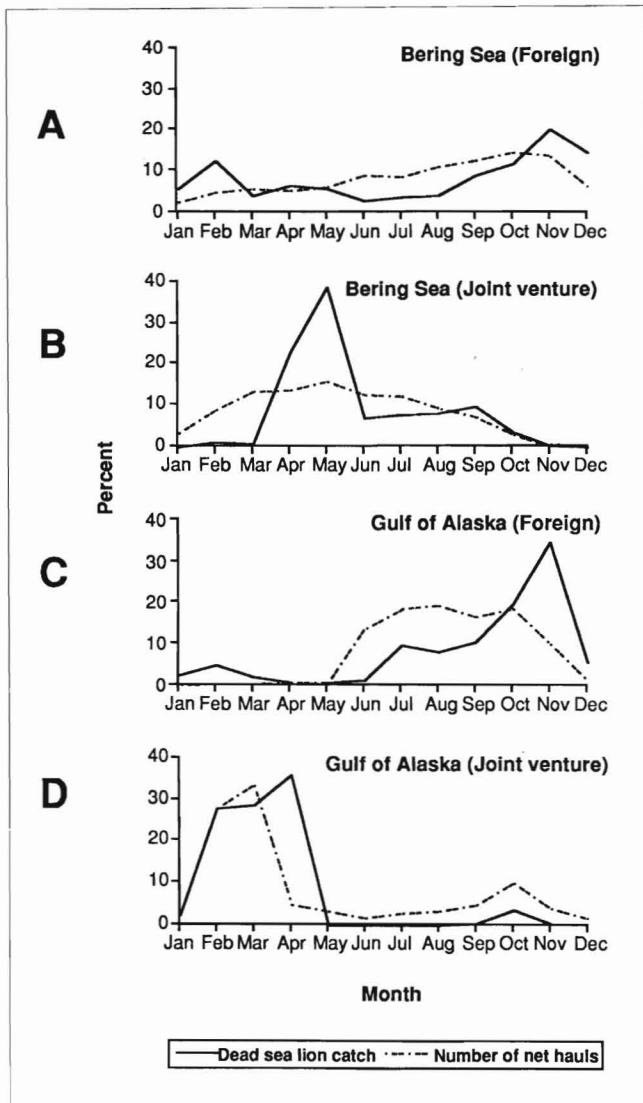 A
Bering Sea (Foreign)
40
30
20
10
0
Jan Feb Mar Apr May Jun Jul Aug Sep Oct Nov Dec
B
Bering Sea (Joint venture)
40
30
20
10
0
Jan Feb Mar Apr May Jun Jul Aug Sep Oct Nov Dec
Percent
C
Gulf of Alaska (Foreign)
40
30
20
10
0
Jan Feb Mar Apr May Jun Jul Aug Sep Oct Nov Dec
D
Gulf of Alaska (Joint venture)
40
30
20
10
0
Jan Feb Mar Apr May Jun Jul Aug Sep Oct Nov Dec
Month
Dead sea lion catch Number of net hauls